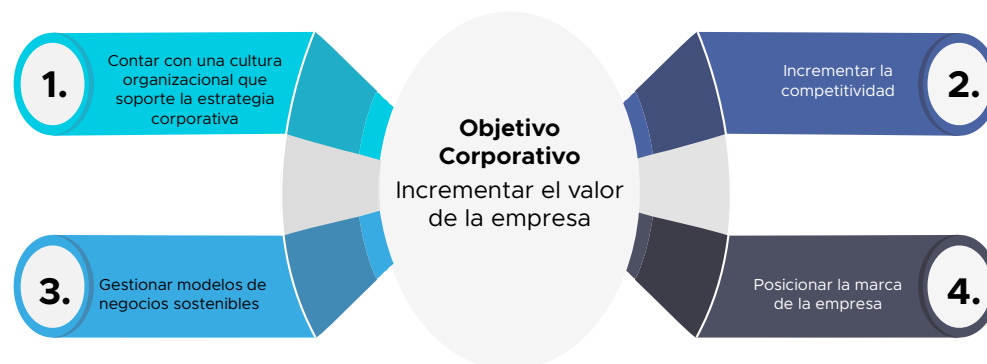 1.
Contar con una cultura
organizacional que
soporte la estrategia
corporativa
Incrementar la
competitividad
2.
Objetivo
Corporativo
Incrementar el valor
de la empresa
3.
Gestionar modelos de
negocios sostenibles
Posicionar la marca
de la empresa
4.